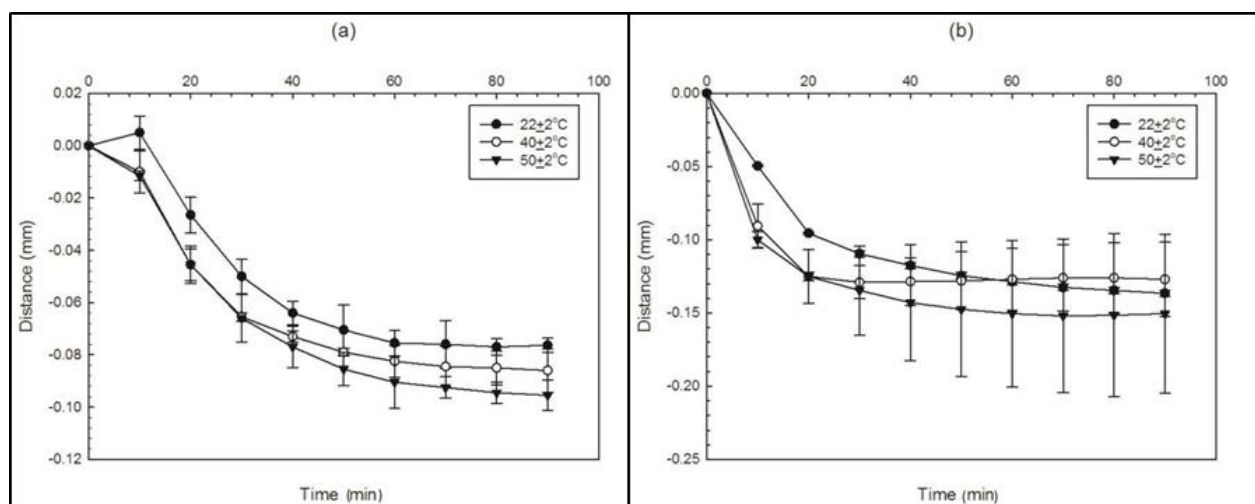 (a)
0 20 40 60 80 100
0.02
0.00
-0.02
-0.04
-0.06
-0.08
-0.10
-0.12
Distance (mm)
22±2°C
40±2°C
50±2°C
Time (min)
(b)
0 20 40 60 80 100
0.00
-0.05
-0.10
-0.15
-0.20
-0.25
Distance (mm)
22±2°C
40±2°C
50±2°C
Time (min)